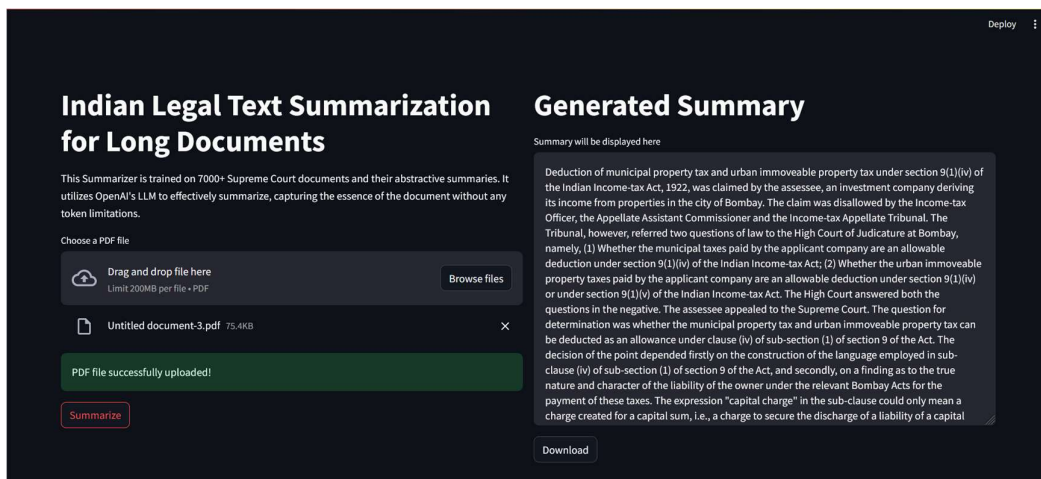 Deploy
Indian Legal Text Summarization
for Long Documents
This Summarizer is trained on 7000+ Supreme Court documents and their abstractive summaries. It
utilizes OpenAI's LLM to effectively summarize, capturing the essence of the document without any
token limitations.
Choose a PDF file
Drag and drop file here
Limit 200MB per file • PDF
Browse files
Untitled document-3.pdf 75.4KB
PDF file successfully uploaded!
Summarize
Generated Summary
Summary will be displayed here
Deduction of municipal property tax and urban immoveable property tax under section 9(1)(iv) of
the Indian Income-tax Act, 1922, was claimed by the assessee, an investment company deriving
its income from properties in the city of Bombay. The claim was disallowed by the Income-tax
Officer, the Appellate Assistant Commissioner and the Income-tax Appellate Tribunal. The
Tribunal, however, referred two questions of law to the High Court of Judicature at Bombay,
namely, (1) Whether the municipal taxes paid by the applicant company are an allowable
deduction under section 9(1)(iv) of the Indian Income-tax Act; (2) Whether the urban immoveable
property taxes paid by the applicant company are an allowable deduction under section 9(1)(iv)
or under section 9(1)(v) of the Indian Income-tax Act. The High Court answered both the
questions in the negative. The assessee appealed to the Supreme Court. The question for
determination was whether the municipal property tax and urban immoveable property tax can
be deducted as an allowance under clause (iv) of sub-section (1) of section 9 of the Act. The
decision of the point depended firstly on the construction of the language employed in sub-
clause (iv) of sub-section (1) of section 9 of the Act, and secondly, on a finding as to the true
nature and character of the liability of the owner under the relevant Bombay Acts for the
payment of these taxes. The expression "capital charge" in the sub-clause could only mean a
charge created for a capital sum, i.e., a charge to secure the discharge of a liability of a capital
Download